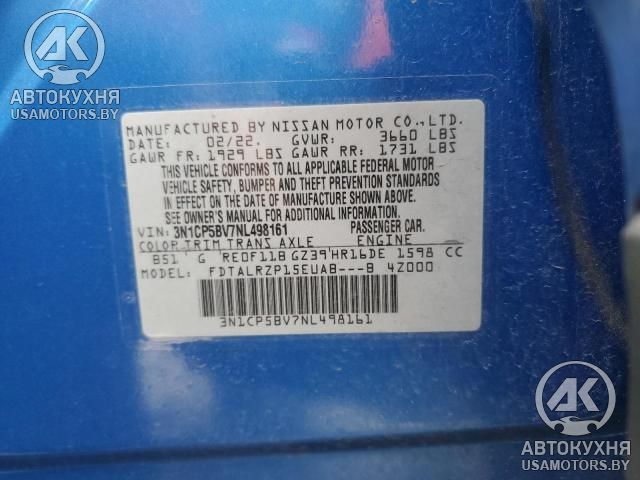 AK
АВТОКУХНЯ
USAMOTORS.BY
MANUFACTURED BY NISSAN MOTOR CO.,LTD.
DATE: 02/22. GVWR: 3660 LBS
GAWR FR: 1929 LBS GAWR RR: 1731 LBS
THIS VEHICLE CONFORMS TO ALL APPLICABLE FEDERAL MOTOR
VEHICLE SAFETY, BUMPER AND THEFT PREVENTION STANDARDS
IN EFFECT ON THE DATE OF MANUFACTURE SHOWN ABOVE.
SEE OWNER'S MANUAL FOR ADDITIONAL INFORMATION.
VIN: 3N1CP5BV7NL498161 PASSENGER CAR.
COLOR TRIM TRANS AXLE ENGINE
B51 G RE0F11B GZ39 HR16DE 1598 CC
MODEL: FDTALRZP15EUAB---B 4Z000
3N1CP5BV7NL498161
AK
АВТОКУХНЯ
USAMOTORS.BY